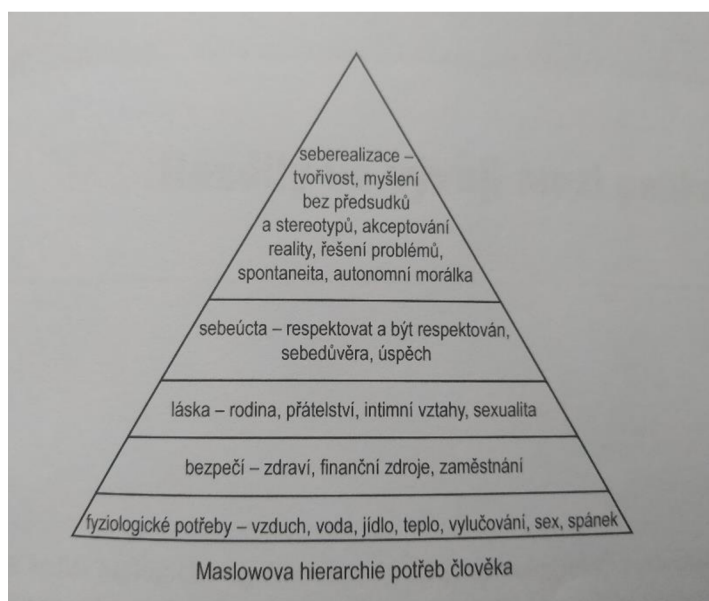 seberealizace –
tvořivost, myšlení
bez předsudků
a stereotypů, akceptování
reality, řešení problémů,
spontaneita, autonomní morálka
sebeúcta – respektovat a být respektován,
sebedůvěra, úspěch
láska – rodina, přátelství, intimní vztahy, sexualita
bezpečí – zdraví, finanční zdroje, zaměstnání
fyziologické potřeby – vzduch, voda, jídlo, teplo, vylučování, sex, spánek
Maslowova hierarchie potřeb člověka